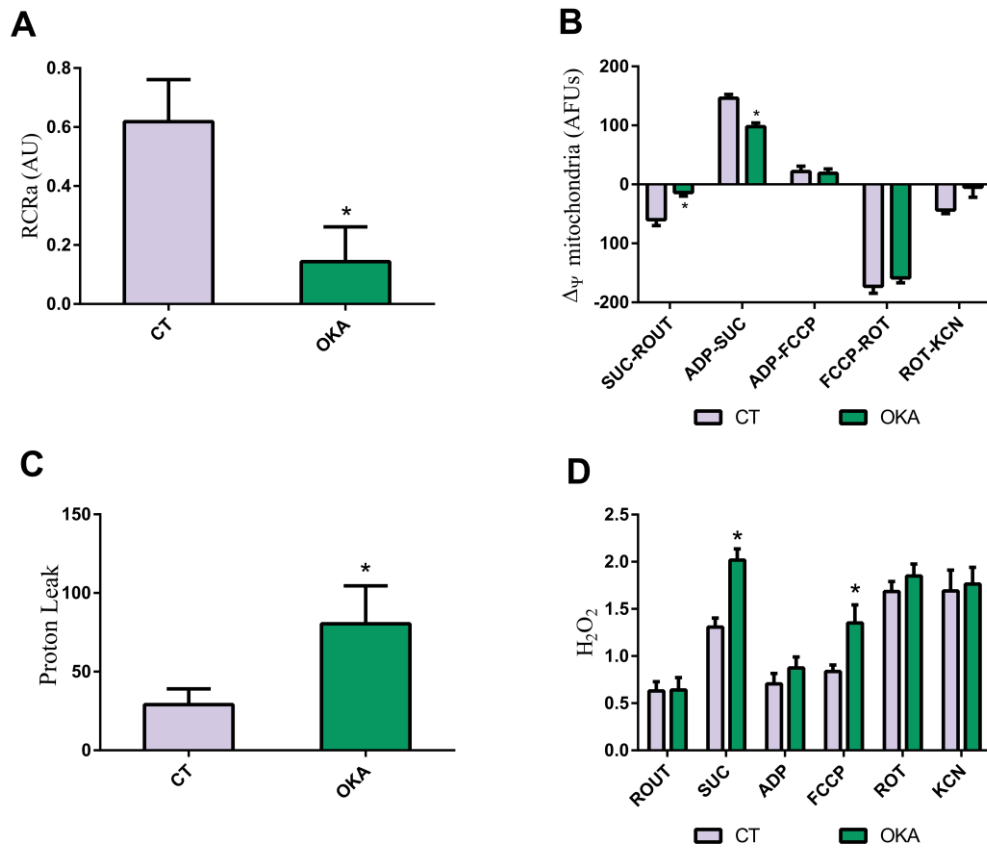 A
RCRa (AU)
0.8
0.6
0.4
0.2
0.0
*
CT
OKA
B
Δψ mitochondria (AFUs)
200
100
0
100
-200
*
*
SUC-ROUT
ADP-SUC
ADP-FCCP
FCCP-ROT
ROT-KCN
CT
OKA
C
Proton Leak
150
100
50
0
*
CT
OKA
D
H₂O₂
2.5
2.0
1.5
1.0
0.5
0.0
*
*
ROUT
SUC
ADP
FCCP
ROT
KCN
CT
OKA